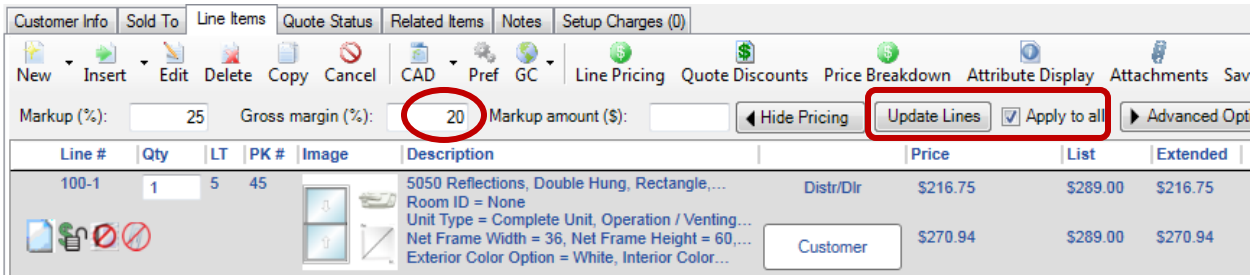 Customer Info Sold To Line Items Quote Status Related Items Notes Setup Charges (0)
New Insert Edit Delete Copy Cancel CAD Pref GC Line Pricing Quote Discounts Price Breakdown Attribute Display Attachments Sav
Markup (%): 25 Gross margin (%): 20 Markup amount ($): Hide Pricing Update Lines Apply to all Advanced Opt
Line # Qty LT PK # Image Description Price List Extended
100-1 1 5 45 5050 Reflections, Double Hung, Rectangle,... Distr/Dlr $216.75 $289.00 $216.75
Room ID = None
Unit Type = Complete Unit, Operation / Venting...
Net Frame Width = 36, Net Frame Height = 60,... Customer $270.94 $289.00 $270.94
Exterior Color Option = White, Interior Color...